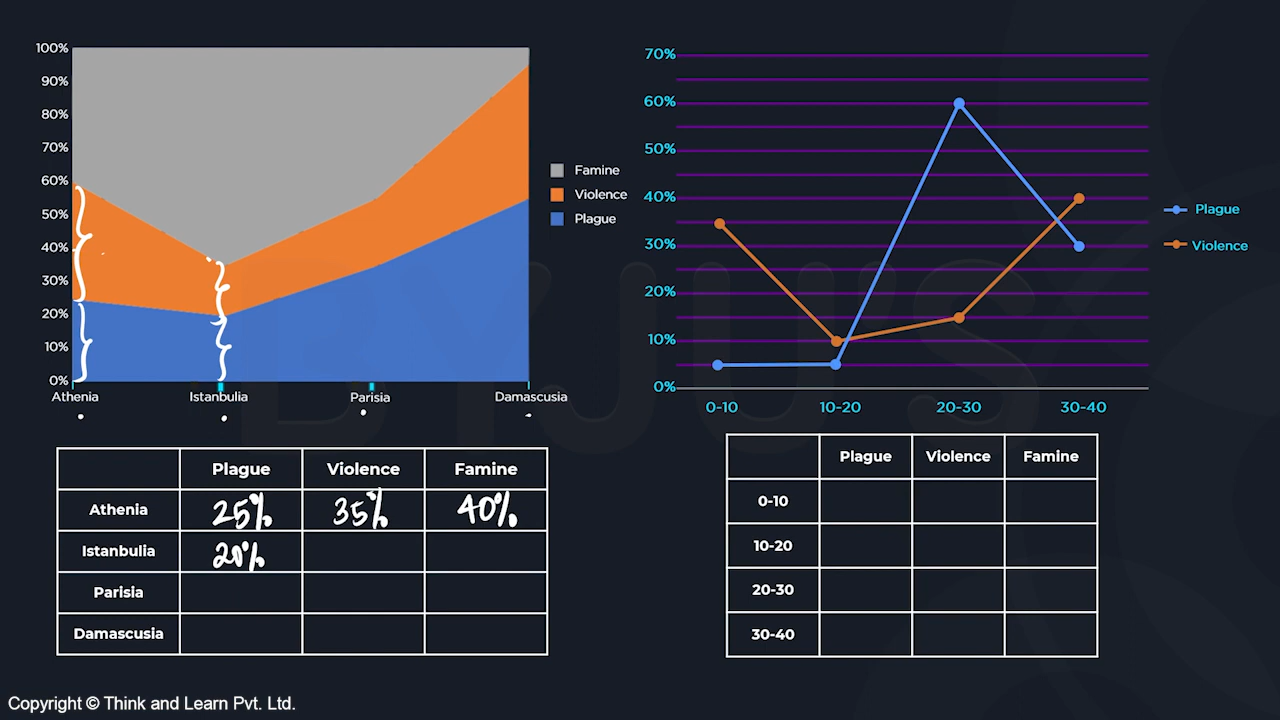 100%
90%
80%
70%
60%
50%
40%
30%
20%
10%
0%
Athenia Istanbulia Parisia Damascusia
Famine
Violence
Plague
70%
60%
50%
40%
30%
20%
10%
0%
0-10 10-20 20-30 30-40
Plague
Violence
BYJU'S
Plague Violence Famine
Athenia 25% 35% 40%
Istanbulia 20%
Parisia
Damascusia
Plague Violence Famine
0-10
10-20
20-30
30-40
Copyright © Think and Learn Pvt. Ltd.